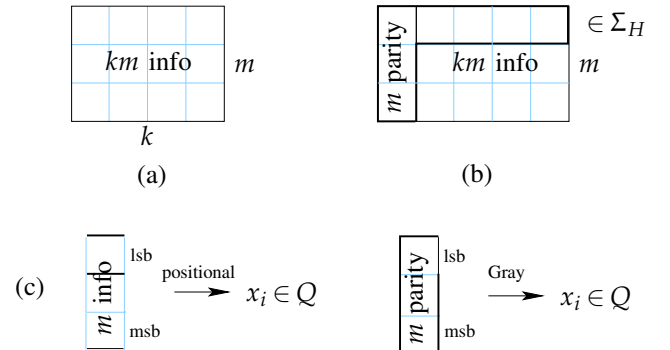 km info
m
k
(a)
m parity
km info
∈ Σ_H
m
(b)
(c)
m info
lsb
msb
positional
x_i ∈ Q
m parity
lsb
msb
Gray
x_i ∈ Q